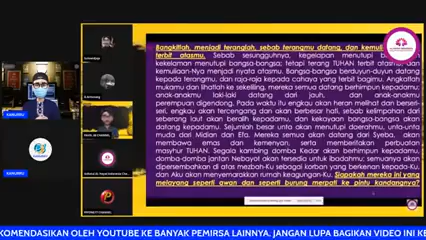 Bangkitlah, menjadi teranglah, sebab terangmu datang, dan kemuli
terbit atasmu. Sebab sesungguhnya, kegelapan menutupi b
kekelaman menutupi bangsa-bangsa; tetapi terang TUHAN terbit atasmu,
kemuliaan-Nya menjadi nyata atasmu. Bangsa-bangsa berduyun-duyun datang
kepada terangmu, dan raja-raja kepada cahaya yang terbit bagimu. Angkatlah
mukamu dan lihatlah ke sekeliling, mereka semua datang berhimpun kepadamu;
anak-anakmu laki-laki datang dari jauh, dan anak-anakmu
perempuan digendong. Pada waktu itu engkau akan heran melihat dan berseri-
seri, engkau akan tercengang dan akan berbesar hati, sebab kelimpahan dari
seberang laut akan beralih kepadamu, dan kekayaan bangsa-bangsa akan
datang kepadamu. Sejumlah besar unta akan menutupi daerahmu, unta-unta
muda dari Midian dan Efa. Mereka semua akan datang dari Syeba, akan
membawa emas dan kemenyan, serta memberitakan perbuatan
masyhur TUHAN. Segala kambing domba Kedar akan berhimpun kepadamu,
domba-domba jantan Nebayot akan tersedia untuk ibadahmu; semuanya akan
dipersembahkan di atas mezbah-Ku sebagai korban yang berkenan kepada-Ku,
dan Aku akan menyemarakkan rumah keagungan-Ku. Siapakah mereka ini yang
melayang seperti awan dan seperti burung merpati ke pintu kandangnya?
KANURIRU
KANURIRU
KOMENDASIKAN OLEH YOUTUBE KE BANYAK PEMIRSA LAINNYA. JANGAN LUPA BAGIKAN VIDEO INI KE